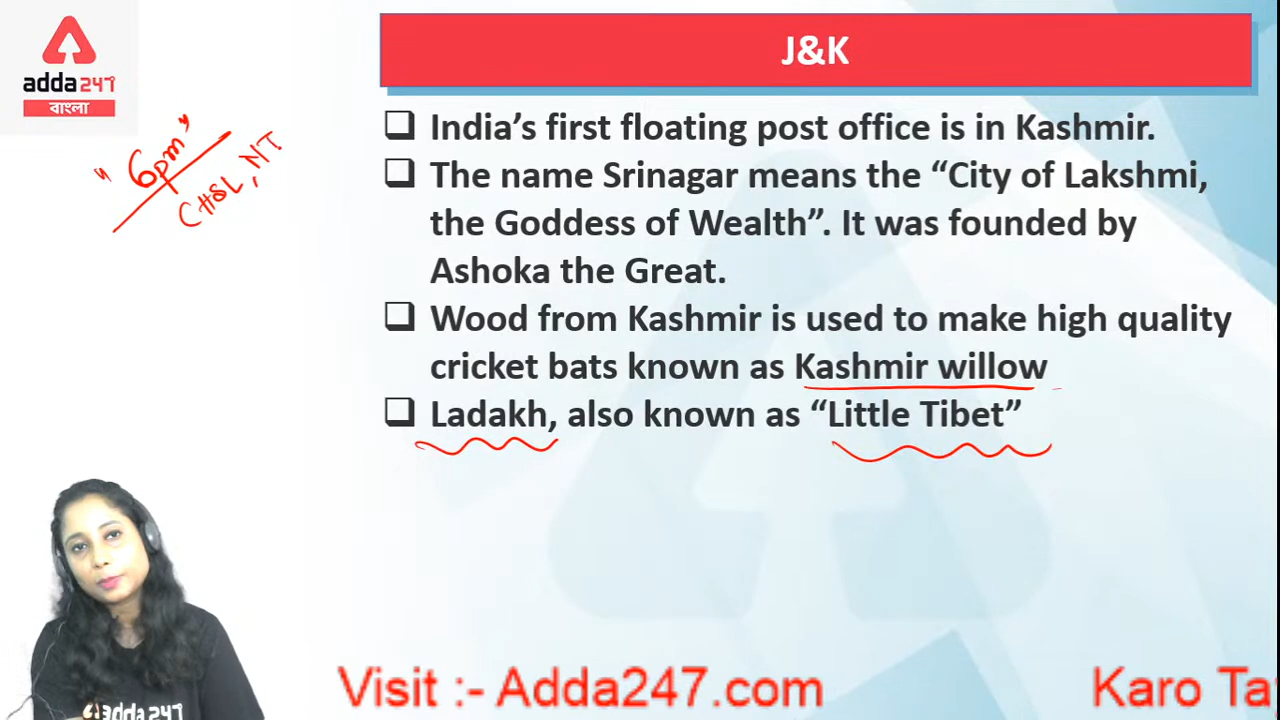 adda247
বাংলা
"6pm"
CHSL, NT
J&K
❑ India's first floating post office is in Kashmir.
❑ The name Srinagar means the "City of Lakshmi,
the Goddess of Wealth". It was founded by
Ashoka the Great.
❑ Wood from Kashmir is used to make high quality
cricket bats known as Kashmir willow
❑ Ladakh, also known as "Little Tibet"
adda247
Visit :- Adda247.com
Karo Ta